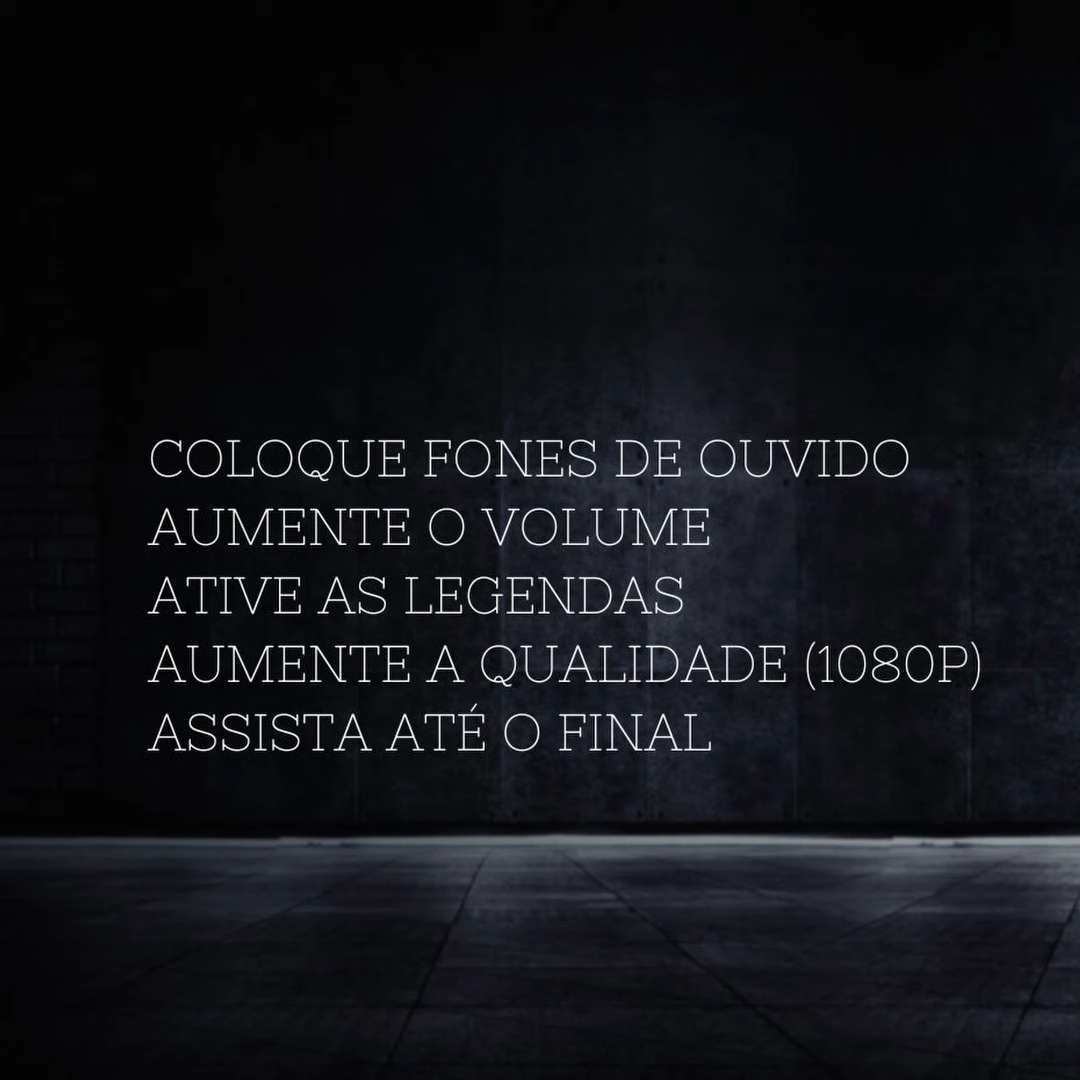 COLOQUE FONES DE OUVIDO
AUMENTE O VOLUME
ATIVE AS LEGENDAS
AUMENTE A QUALIDADE (1080P)
ASSISTA ATÉ O FINAL